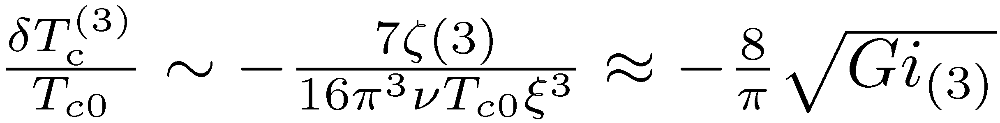 \frac{\delta T_{\mathrm{c}}^{(3)}}{T_{c0}} \sim -\frac{7\zeta(3)}{16\pi^3\nu T_{c0}\xi^3} \approx -\frac{8}{\pi}\sqrt{Gi_{(3)}}